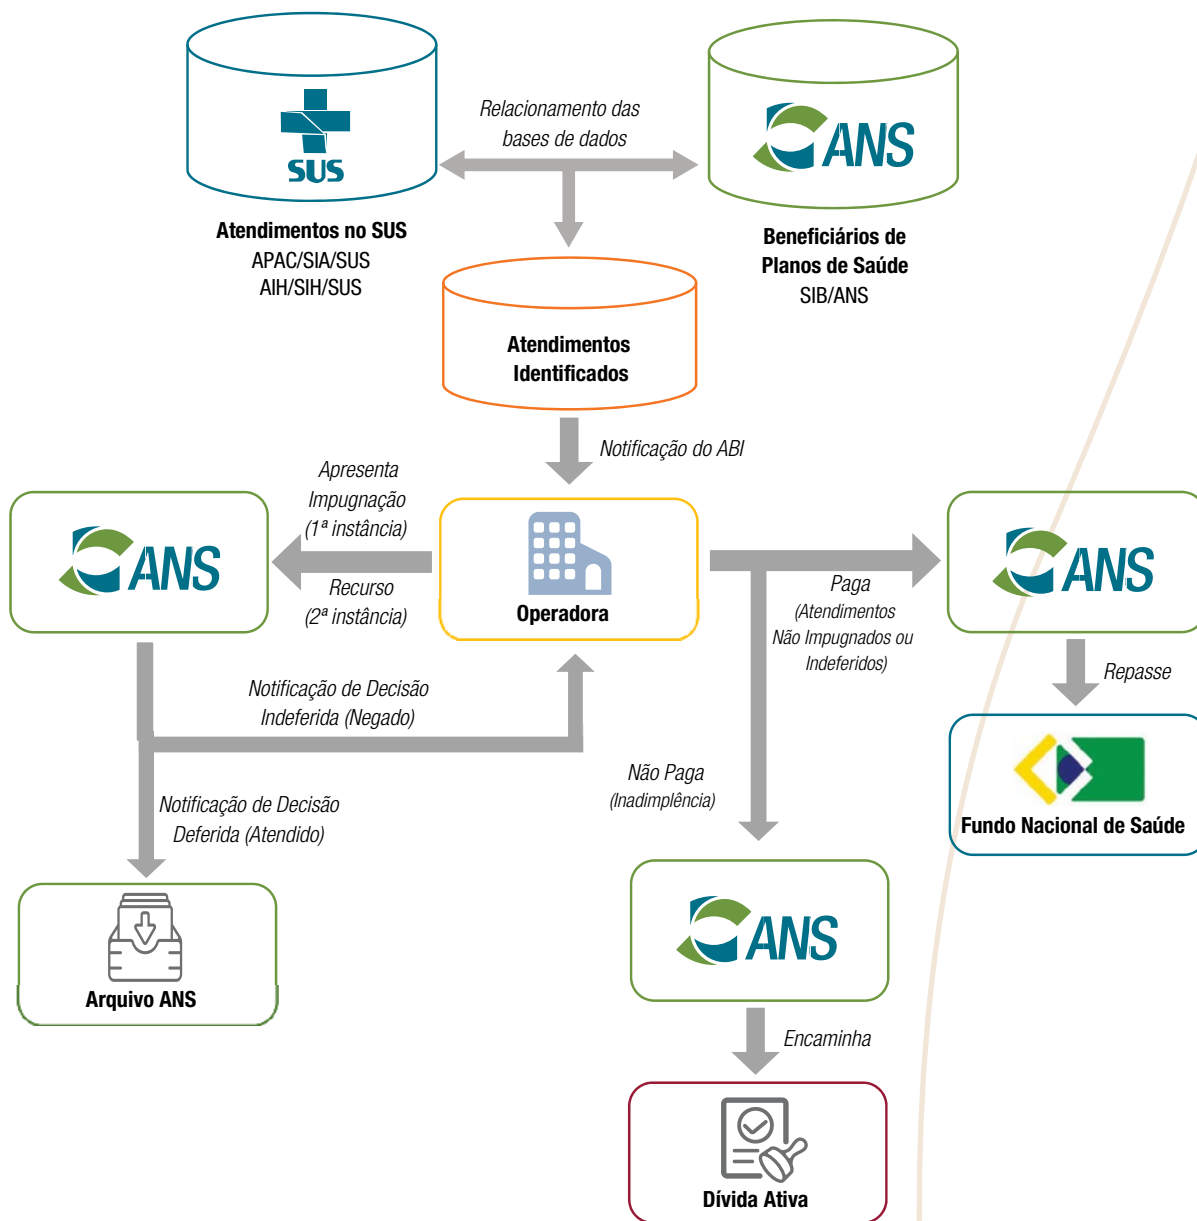 SUS
Relacionamento das
bases de dados
ANS
Atendimentos no SUS
APAC/SIA/SUS
AIH/SIH/SUS
Beneficiários de
Planos de Saúde
SIB/ANS
Atendimentos
Identificados
Notificação do ABI
Apresenta
Impugnação
(1ª instância)
Recurso
(2ª instância)
ANS
Operadora
Paga
(Atendimentos
Não Impugnados ou
Indeferidos)
ANS
Repasse
Fundo Nacional de Saúde
Notificação de Decisão
Indeferida (Negado)
Notificação de Decisão
Deferida (Atendido)
Não Paga
(Inadimplência)
Arquivo ANS
ANS
Encaminha
Dívida Ativa